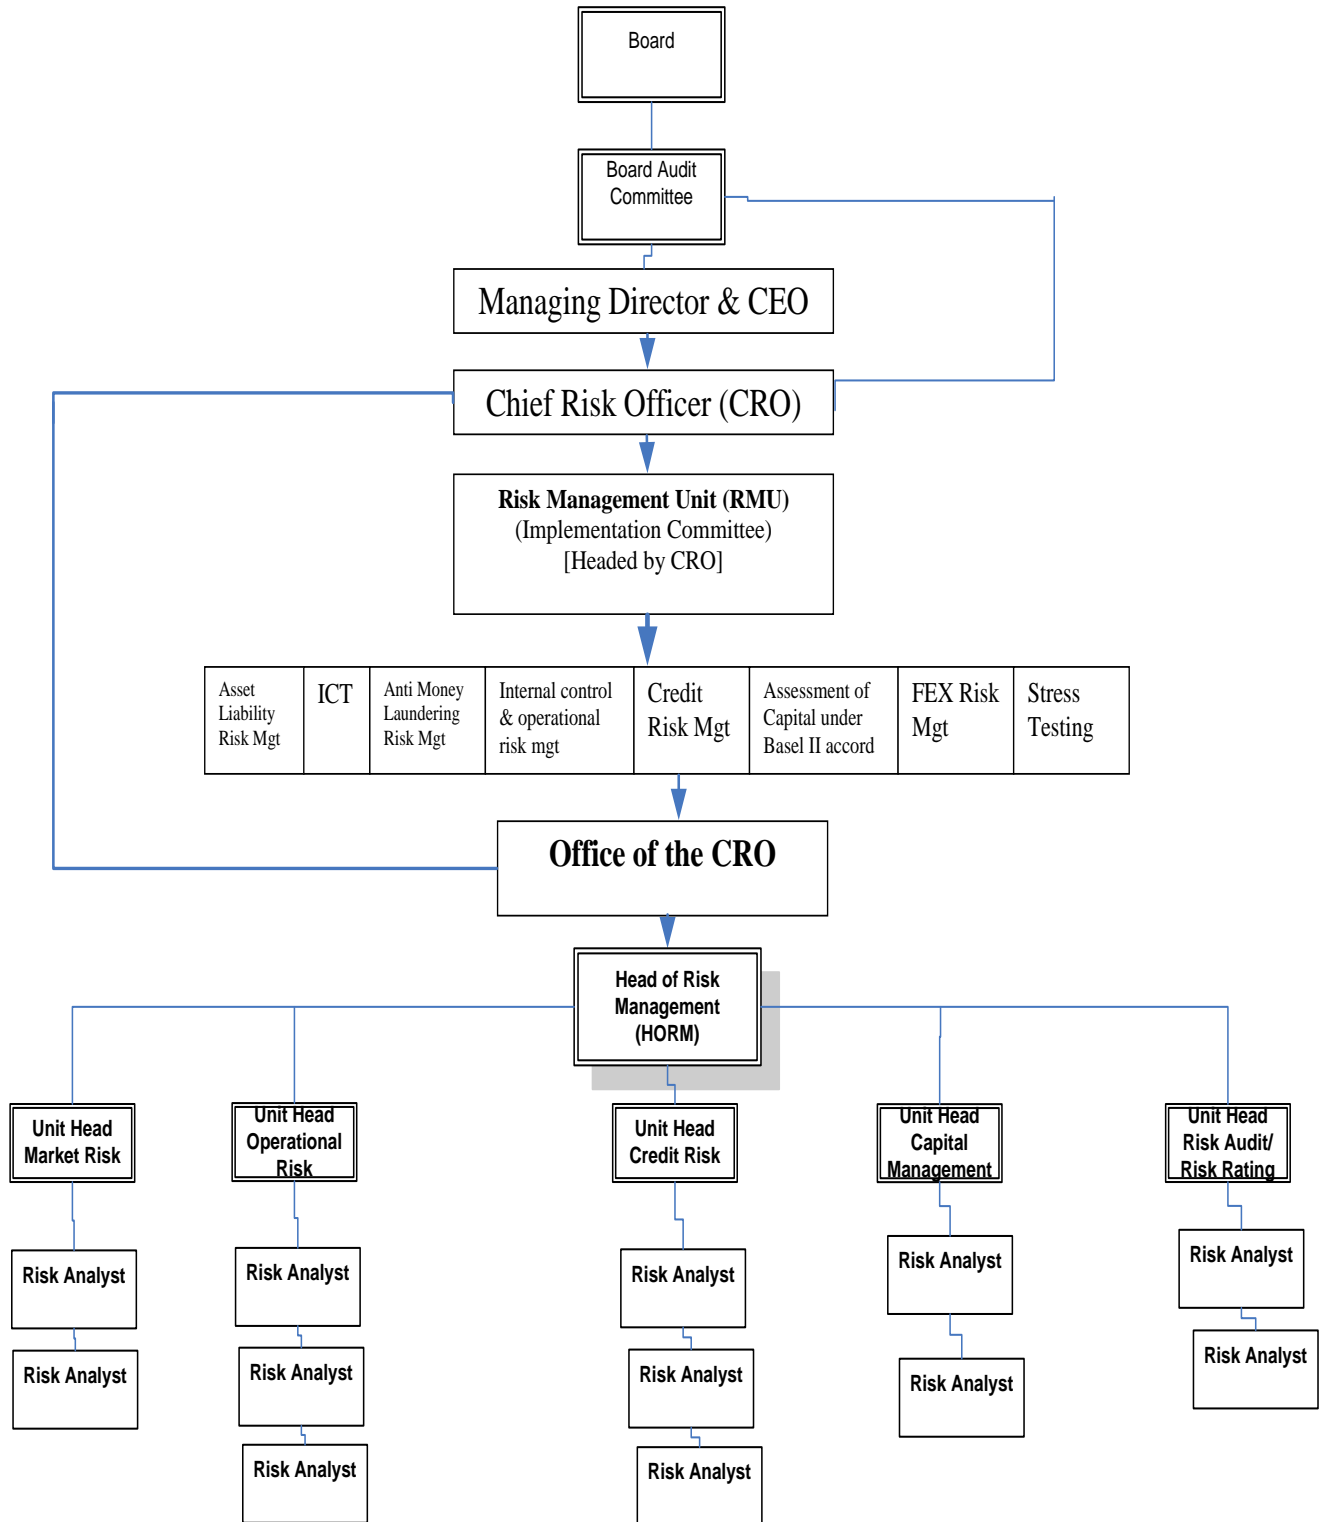 Board
Board Audit
Committee
Managing Director & CEO
Chief Risk Officer (CRO)
Risk Management Unit (RMU)
(Implementation Committee)
[Headed by CRO]
Asset
Liability
Risk Mgt
ICT
Anti Money
Laundering
Risk Mgt
Internal control
& operational
risk mgt
Credit
Risk Mgt
Assessment of
Capital under
Basel II accord
FEX Risk
Mgt
Stress
Testing
Office of the CRO
Head of Risk
Management
(HORM)
Unit Head
Market Risk
Unit Head
Operational
Risk
Unit Head
Credit Risk
Unit Head
Capital
Management
Unit Head
Risk Audit/
Risk Rating
Risk Analyst
Risk Analyst
Risk Analyst
Risk Analyst
Risk Analyst
Risk Analyst
Risk Analyst
Risk Analyst
Risk Analyst
Risk Analyst
Risk Analyst
Risk Analyst